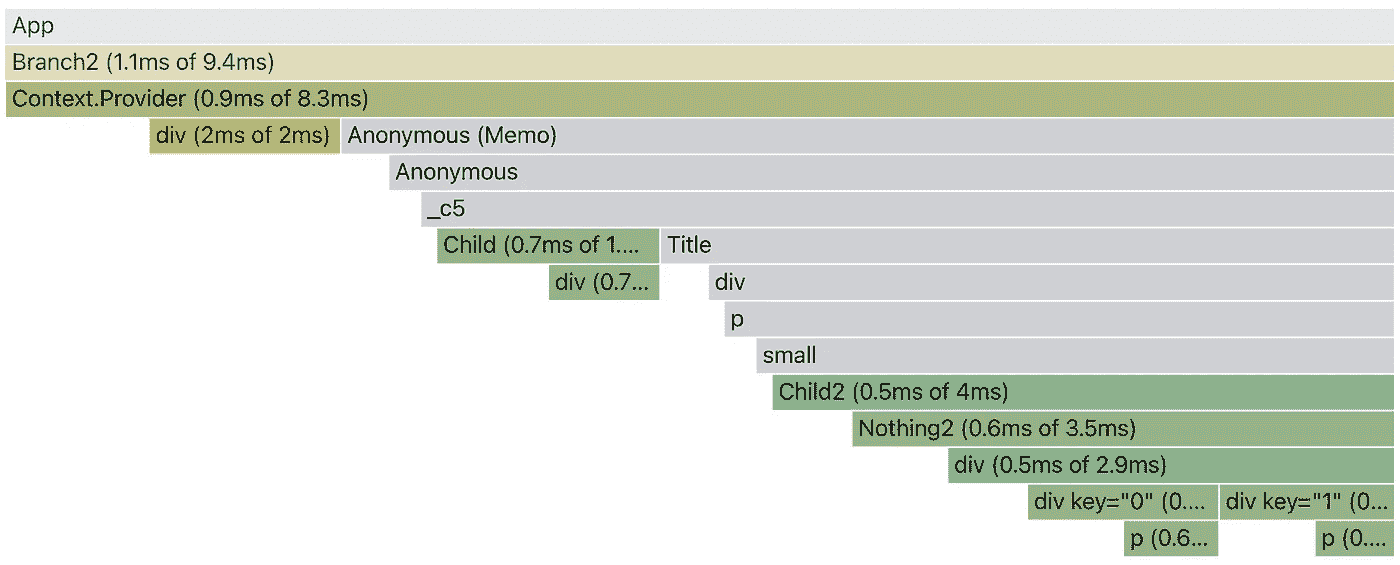 App
Branch2 (1.1ms of 9.4ms)
Context.Provider (0.9ms of 8.3ms)
div (2ms of 2ms) Anonymous (Memo)
Anonymous
_c5
Child (0.7ms of 1.... Title
div (0.7... div
p
small
Child2 (0.5ms of 4ms)
Nothing2 (0.6ms of 3.5ms)
div (0.5ms of 2.9ms)
div key="0" (0.... div key="1" (0...
p (0.6... p (0....